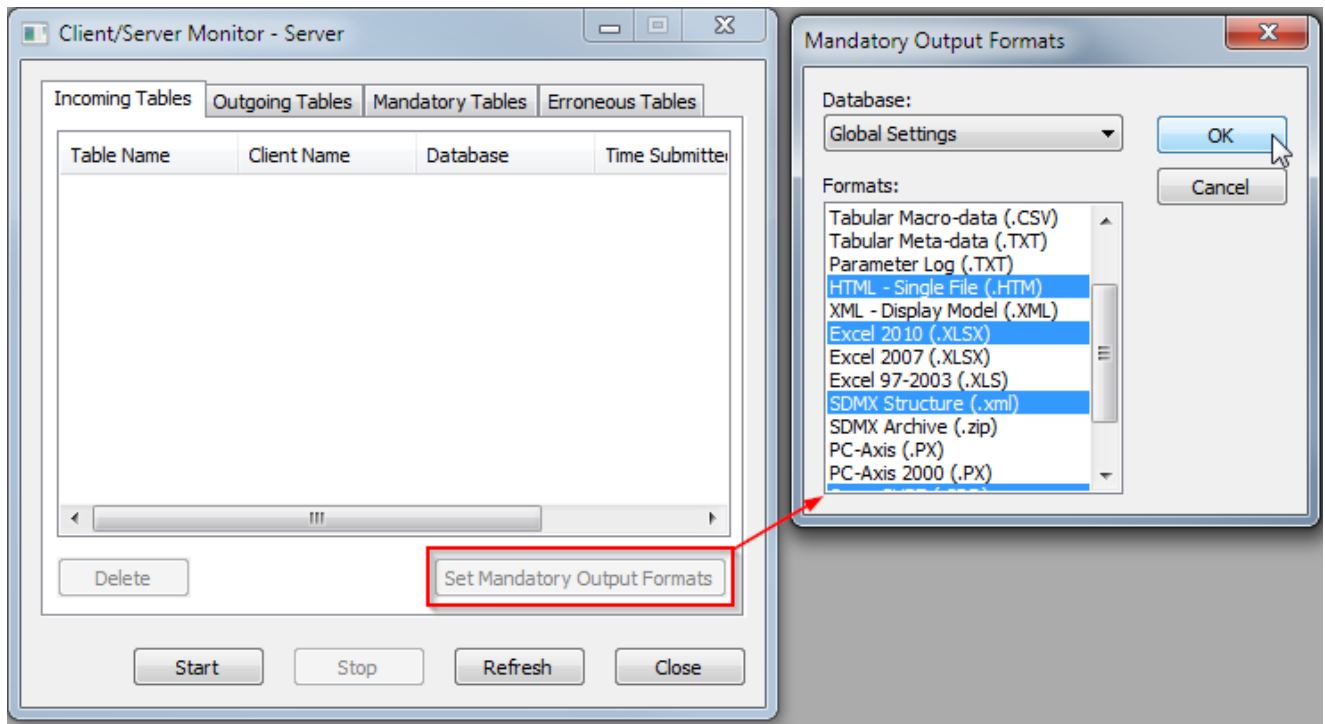 Client/Server Monitor - Server
Incoming Tables
Outgoing Tables
Mandatory Tables
Erroneous Tables
Table Name
Client Name
Database
Time Submitte
Delete
Set Mandatory Output Formats
Start
Stop
Refresh
Close
Mandatory Output Formats
Database:
Global Settings
OK
Formats:
Cancel
Tabular Macro-data (.CSV)
Tabular Meta-data (.TXT)
Parameter Log (.TXT)
HTML - Single File (.HTM)
XML - Display Model (.XML)
Excel 2010 (.XLSX)
Excel 2007 (.XLSX)
Excel 97-2003 (.XLS)
SDMX Structure (.xml)
SDMX Archive (.zip)
PC-Axis (.PX)
PC-Axis 2000 (.PX)